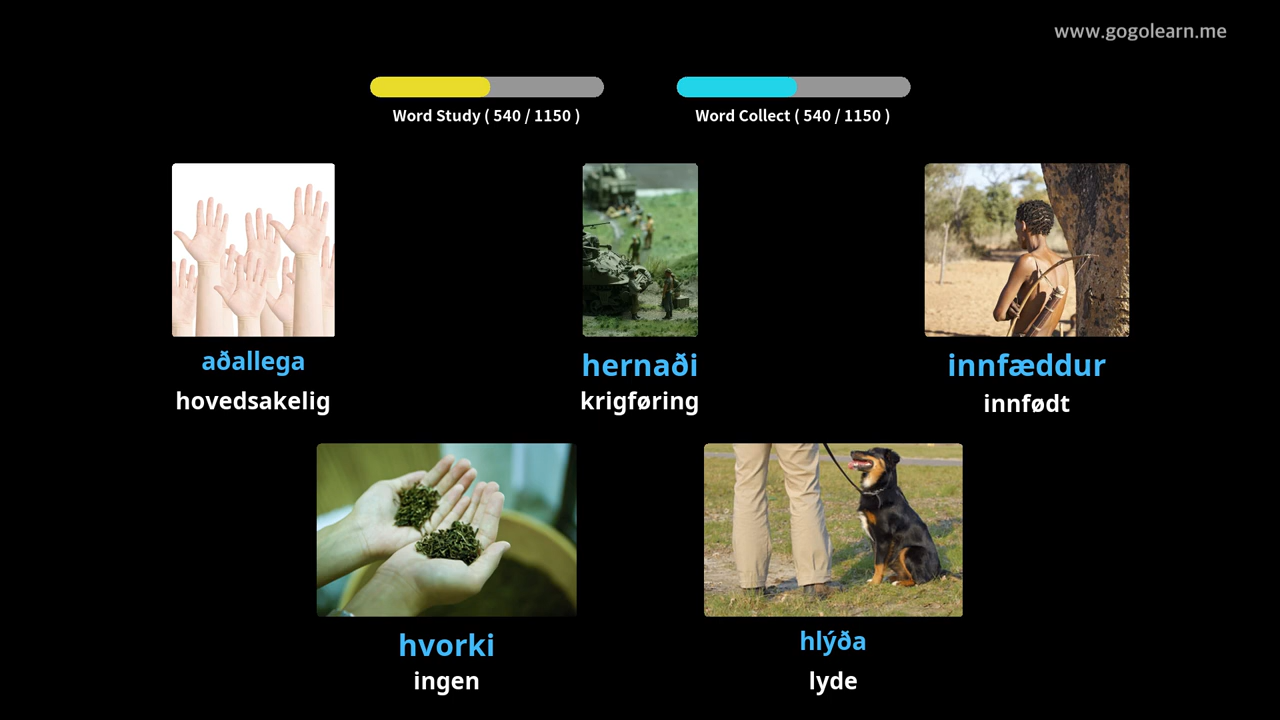 www.gogolearn.me
Word Study ( 540 / 1150 )
Word Collect ( 540 / 1150 )
aðallega
hovedsakelig
hernaði
krigføring
innfæddur
innfødt
hvorki
ingen
hlýða
lyde